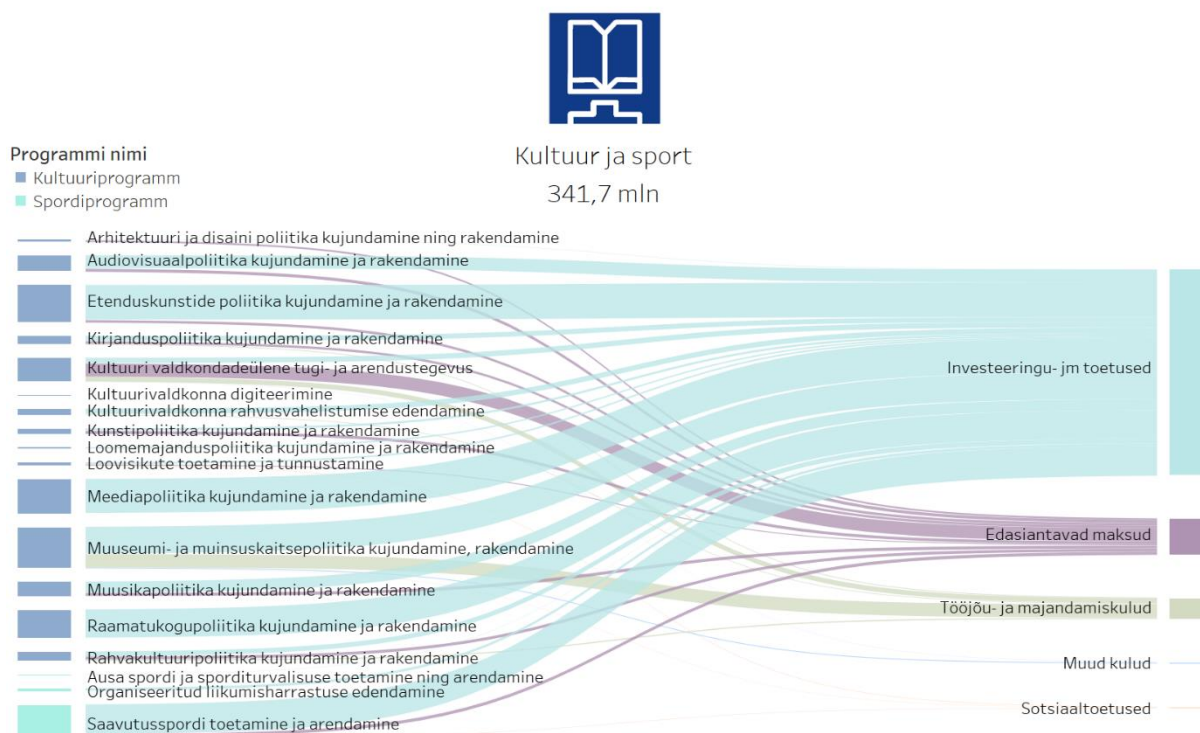 Kultuur ja sport
341,7 mln
Programmi nimi
Kultuuriprogramm
Spordiprogramm
Arhitektuuri ja disaini poliitika kujundamine ning rakendamine
Audiovisuaalpoliitika kujundamine ja rakendamine
Etenduskunstide poliitika kujundamine ja rakendamine
Kirjanduspoliitika kujundamine ja rakendamine
Kultuuri valdkondadeülene tugi- ja arendustegevus
Kultuurivaldkonna digiteerimine
Kultuurivaldkonna rahvusvahelistumise edendamine
Kunstipoliitika kujundamine ja rakendamine
Loomemajanduspoliitika kujundamine ja rakendamine
Loovisikute toetamine ja tunnustamine
Meediapoliitika kujundamine ja rakendamine
Muuseumi- ja muinsuskaitsepoliitika kujundamine, rakendamine
Muusikapoliitika kujundamine ja rakendamine
Raamatukogupoliitika kujundamine ja rakendamine
Rahvakultuuripoliitika kujundamine ja rakendamine
Ausa spordi ja sporditurvalisuse toetamine ning arendamine
Organiseeritud liikumisharrastuse edendamine
Saavutusspordi toetamine ja arendamine
Investeeringu- jm toetused
Edasiantavad maksud
Tööjõu- ja majandamiskulud
Muud kulud
Sotsiaaltoetused